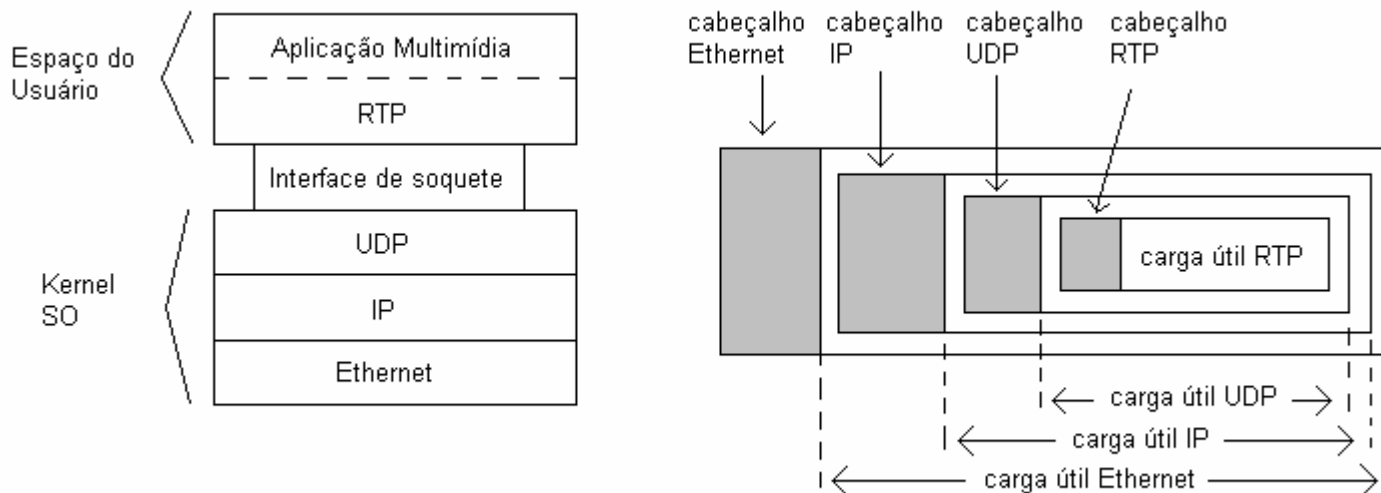 Espaço do
Usuário
Aplicação Multimídia
RTP
Interface de soquete
Kernel
SO
UDP
IP
Ethernet
cabeçalho
Ethernet
cabeçalho
IP
cabeçalho
UDP
cabeçalho
RTP
carga útil RTP
carga útil UDP
carga útil IP
carga útil Ethernet